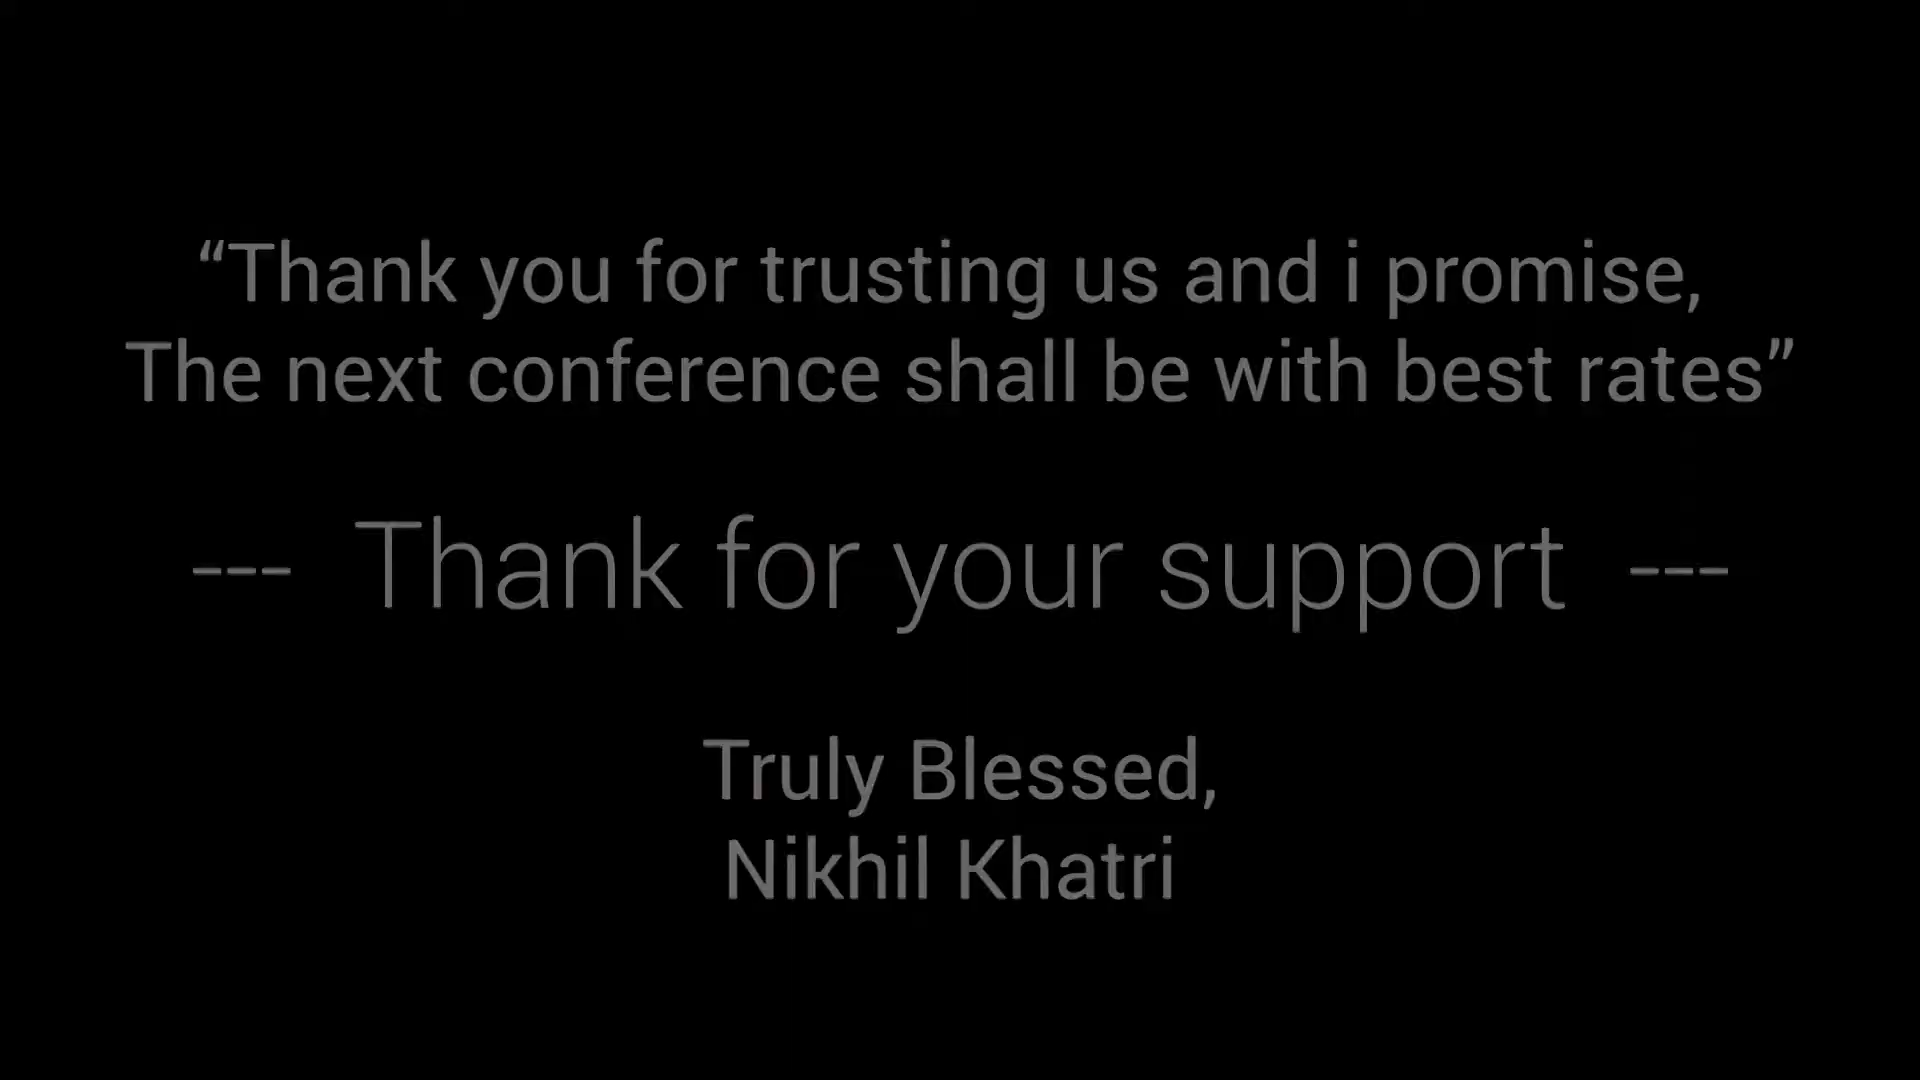 “Thank you for trusting us and i promise,
The next conference shall be with best rates”
--- Thank for your support ---
Truly Blessed,
Nikhil Khatri